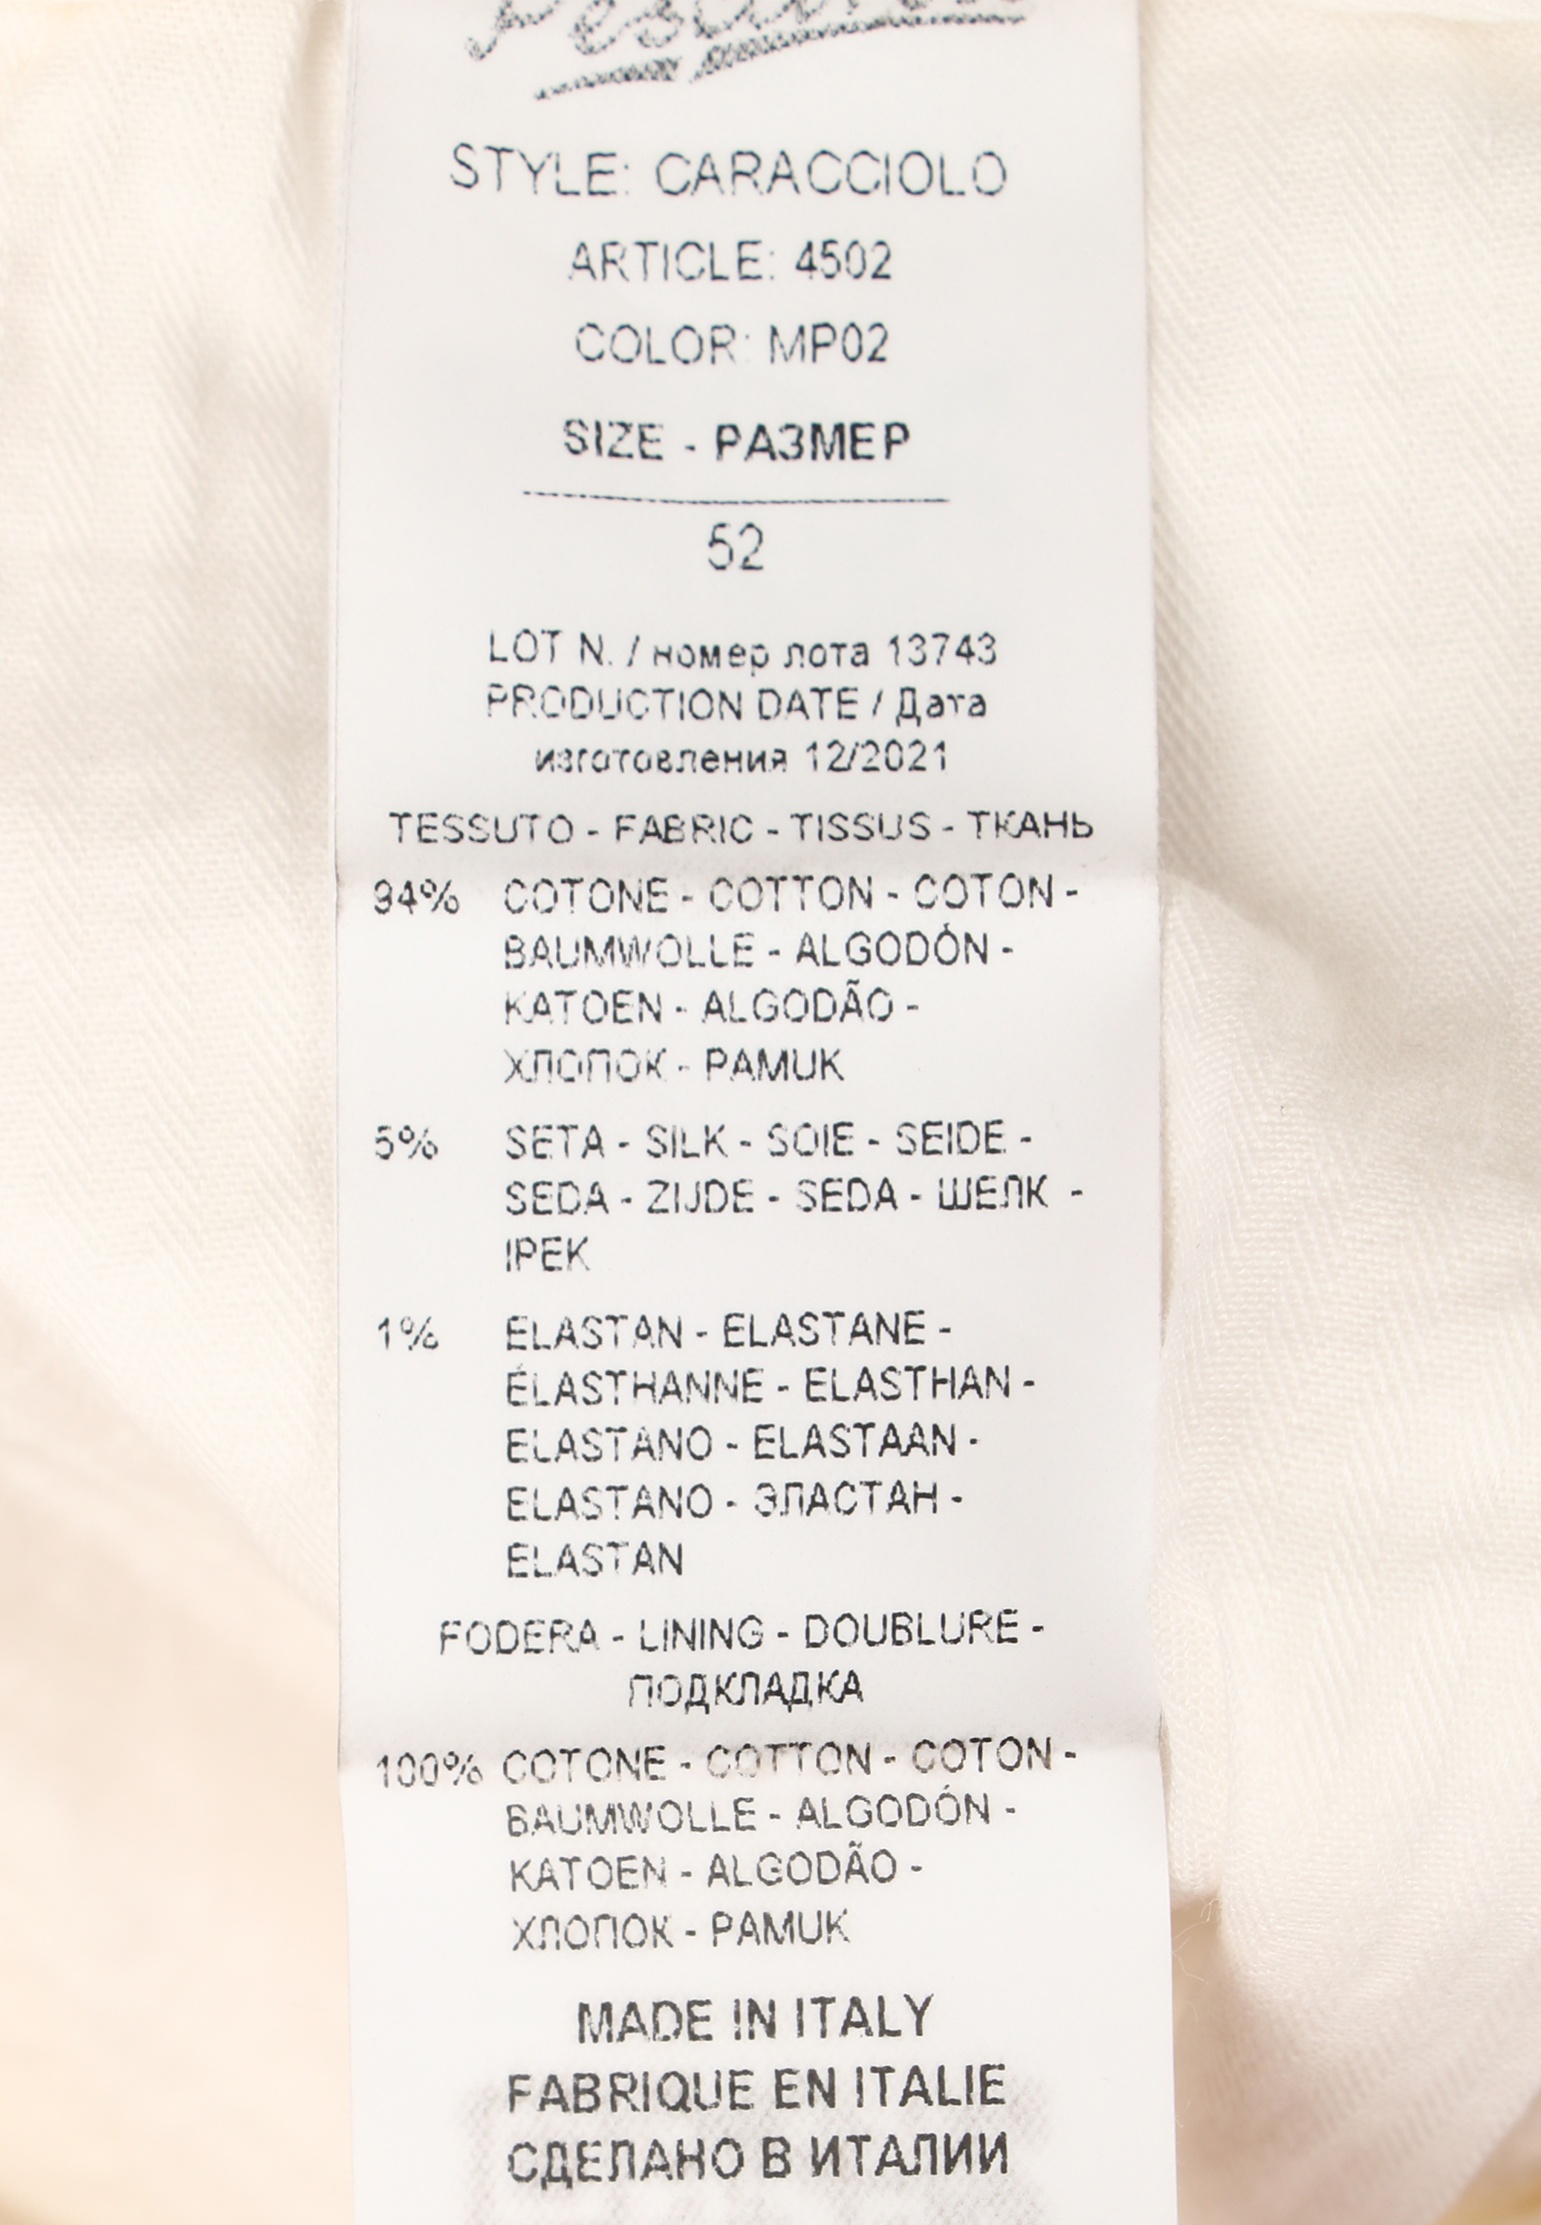 STYLE: CARACCIOLO
ARTICLE: 4502
COLOR: MP02
SIZE - РАЗМЕР
52
LOT N. / номер лота 13743
PRODUCTION DATE / Дата
изготовления 12/2021
TESSUTO - FABRIC - TISSUS - ТКАНЬ
94% COTONE - COTTON - COTON -
BAUMWOLLE - ALGODÓN -
KATOEN - ALGODÃO -
ХЛОПОК - PAMUK
5% SETA - SILK - SOIE - SEIDE -
SEDA - ZIJDE - SEDA - ШЕЛК -
IPEK
1% ELASTAN - ELASTANE -
ÉLASTHANNE - ELASTHAN -
ELASTANO - ELASTAAN -
ELASTANO - ЭЛАСТАН -
ELASTAN
FODERA - LINING - DOUBLURE -
ПОДКЛАДКА
100% COTONE - COTTON - COTON -
BAUMWOLLE - ALGODÓN -
KATOEN - ALGODÃO -
ХЛОПОК - PAMUK
MADE IN ITALY
FABRIQUE EN ITALIE
СДЕЛАНО В ИТАЛИИ